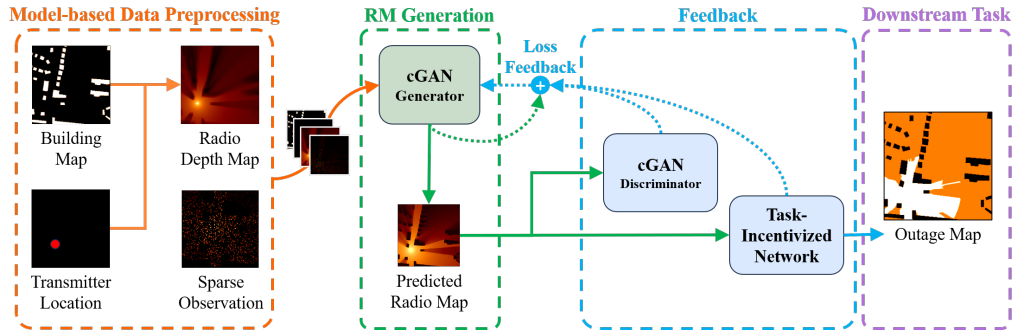 Model-based Data Preprocessing
Building
Map
Radio
Depth Map
Transmitter
Location
Sparse
Observation
RM Generation
cGAN
Generator
Predicted
Radio Map
Feedback
Loss
Feedback
+
cGAN
Discriminator
Task-
Incentivized
Network
Downstream Task
Outage Map